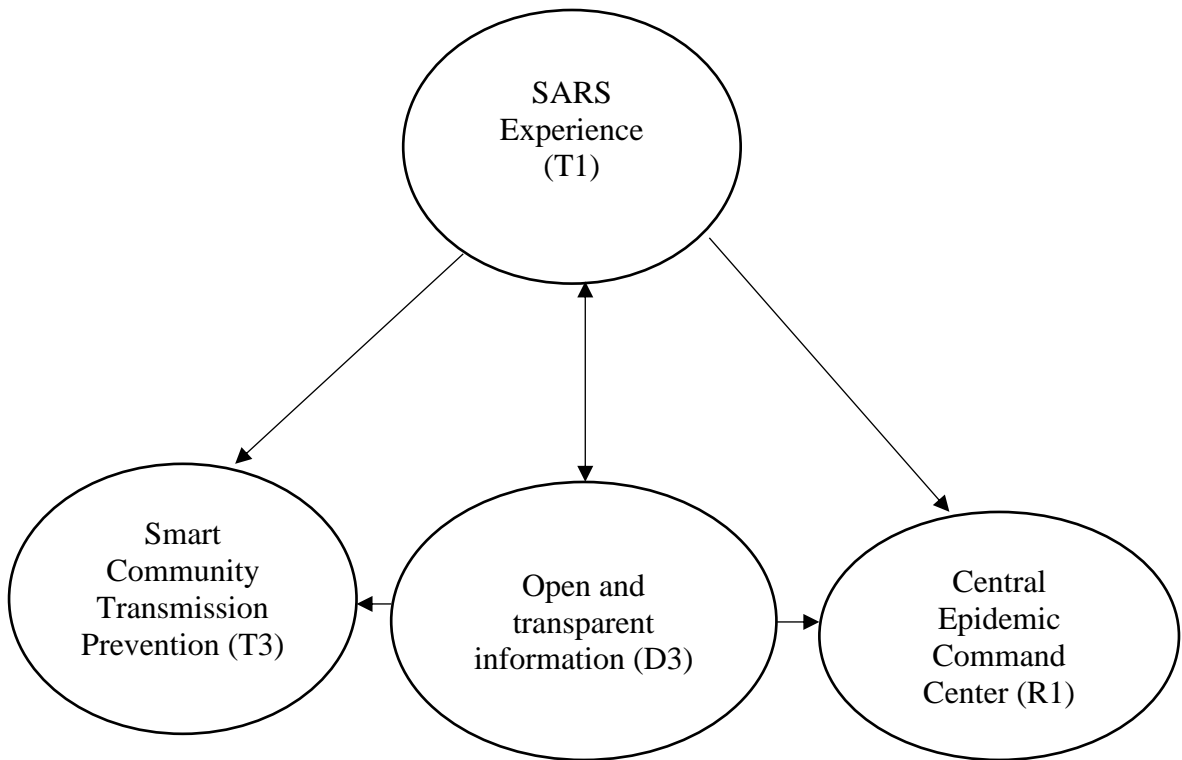 SARS
Experience
(T1)
Smart
Community
Transmission
Prevention (T3)
Open and
transparent
information (D3)
Central
Epidemic
Command
Center (R1)